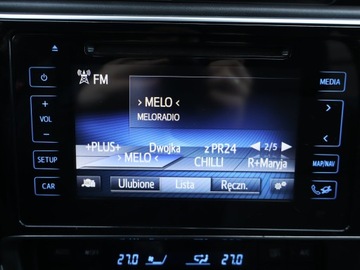 FM
MEDIA
› MELO ‹
MELORADIO
+
VOL
-
+PLUS+ Dwojka z PR24 2/5
› MELO ‹ CHILLI R+Maryja
SETUP
MAP/NAV
CAR
Ulubione Lista Ręczn.
27.0 27.0